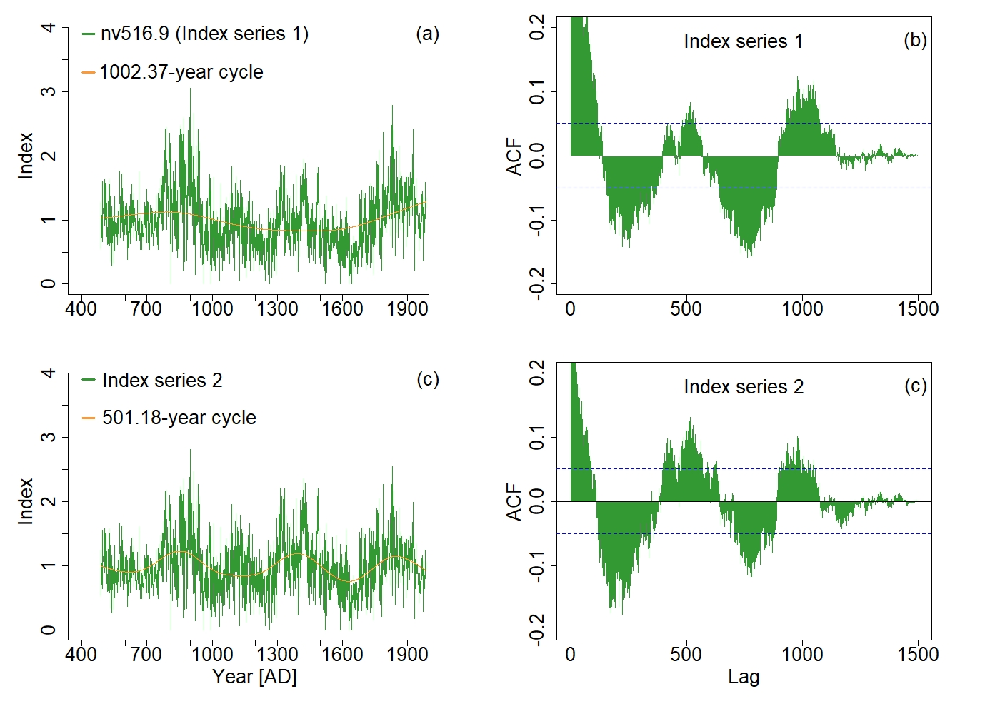 nv516.9 (Index series 1)
(a)
1002.37-year cycle
Index
4
3
2
1
0
400 700 1000 1300 1600 1900
Index series 1
(b)
ACF
0.2
0.1
0.0
-0.1
-0.2
0 500 1000 1500
Index series 2
(c)
501.18-year cycle
Index
4
3
2
1
0
400 700 1000 1300 1600 1900
Year [AD]
Index series 2
(c)
ACF
0.2
0.1
0.0
-0.1
-0.2
0 500 1000 1500
Lag